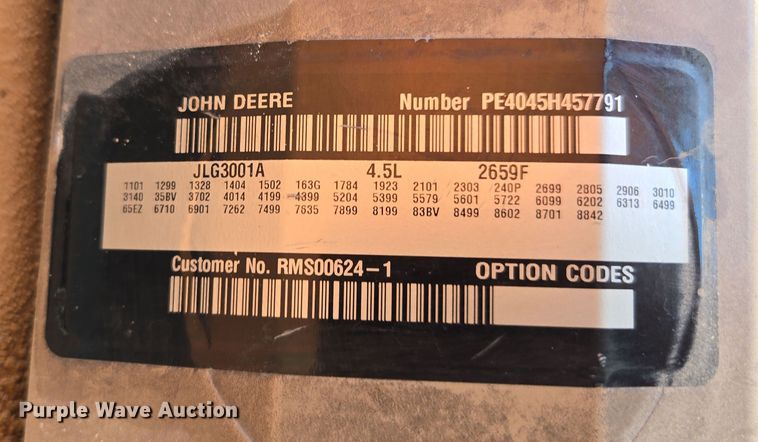 JOHN DEERE Number PE4045H457791
JLG3001A 4.5L 2659F
1101 1299 1328 1404 1502 163G 1784 1923 2101 2303 240P 2699 2805 2906 3010
3140 35BV 3702 4014 4199 4399 5204 5399 5579 5601 5722 6099 6202 6313 6499
65EZ 6710 6901 7262 7499 7635 7899 8199 83BV 8499 8602 8701 8842
Customer No. RMS00624-1 OPTION CODES
Purple Wave Auction